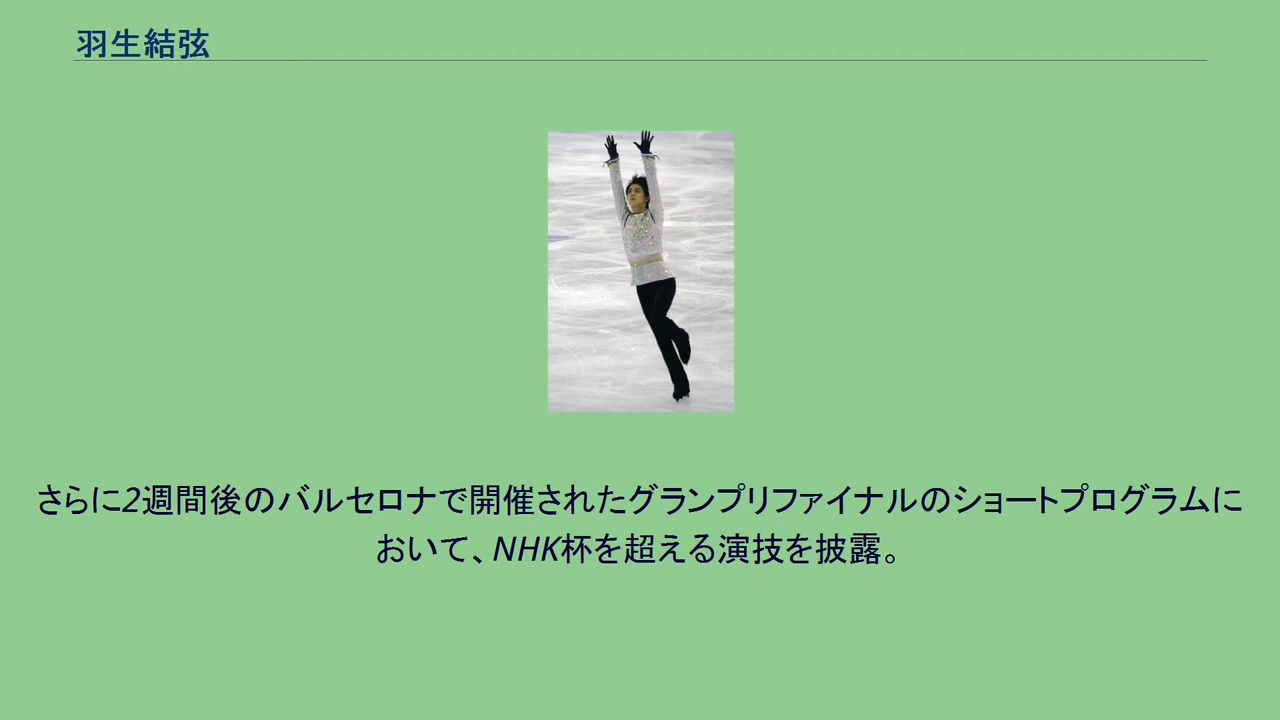 羽生結弦
さらに2週間後のバルセロナで開催されたグランプリファイナルのショートプログラムに
おいて、NHK杯を超える演技を披露。